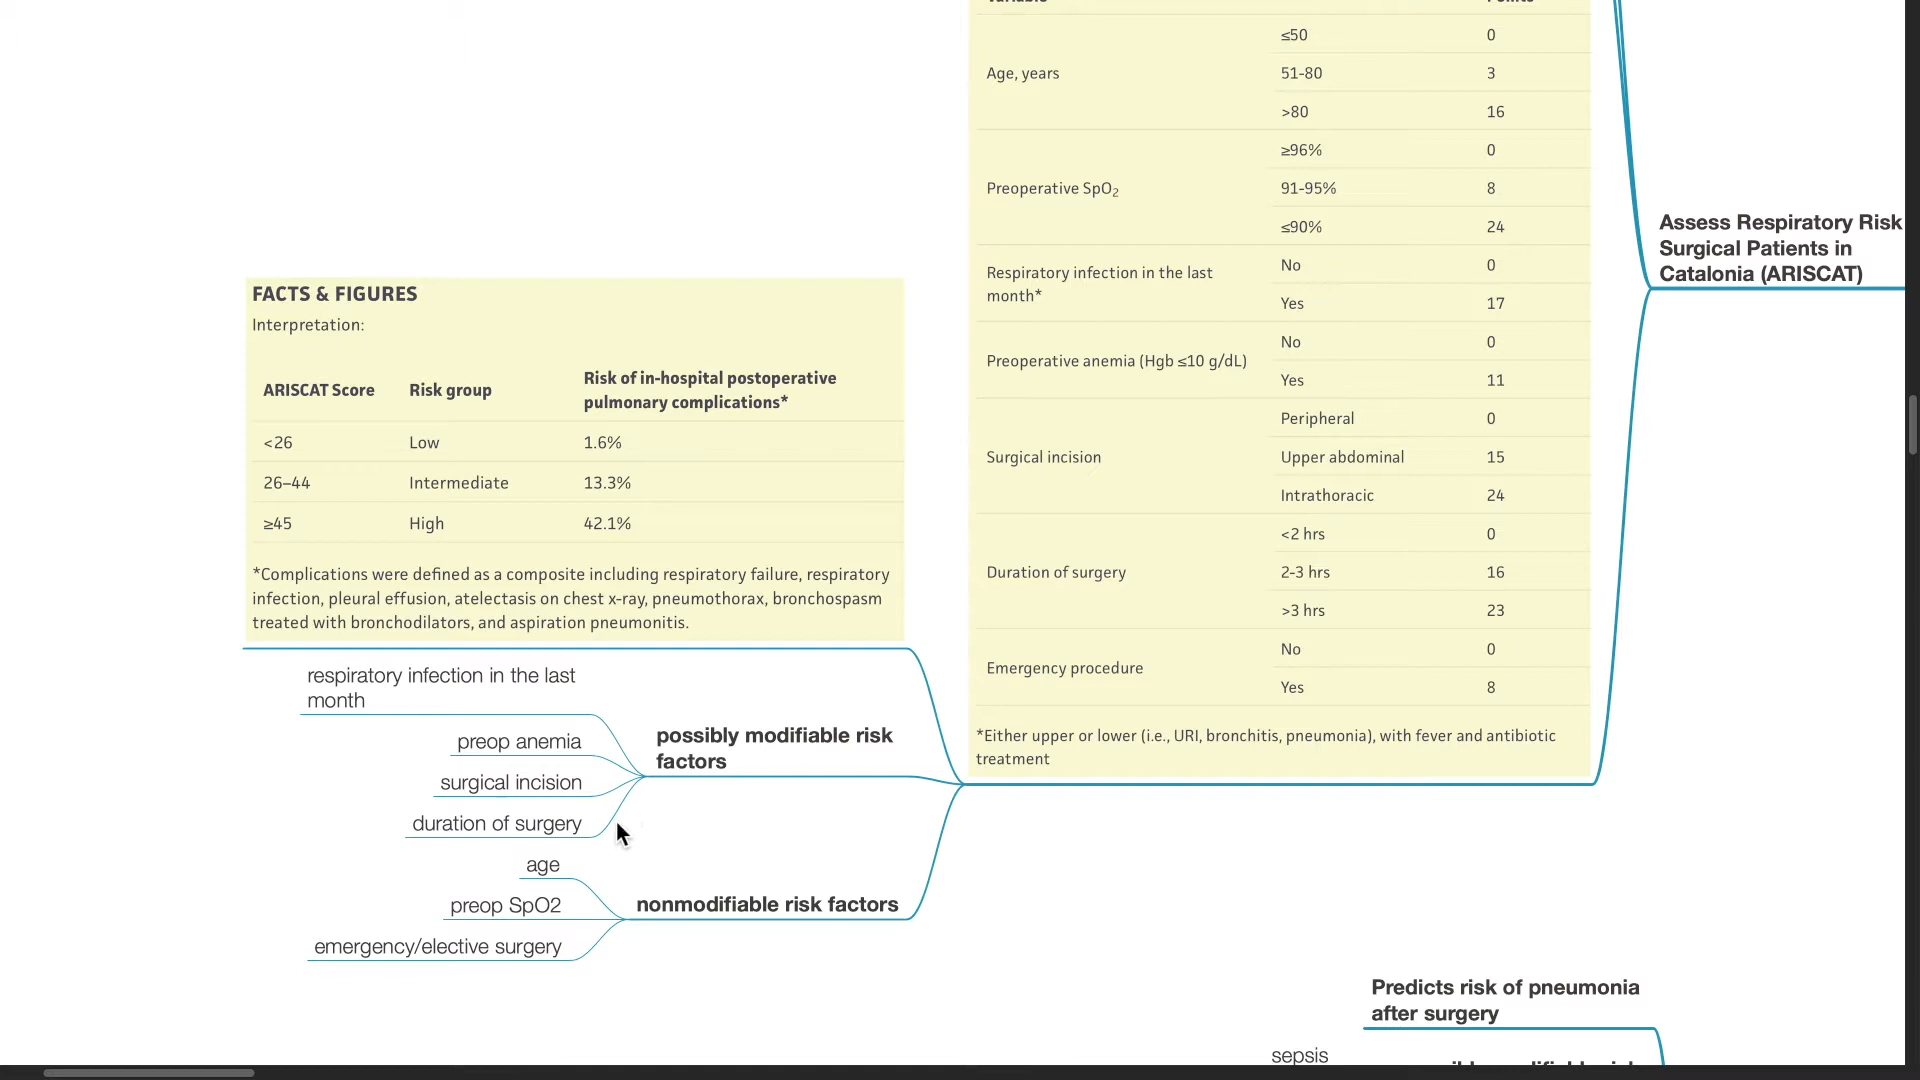 Variable Points
≤50 0
Age, years 51-80 3
>80 16
≥96% 0
Preoperative SpO₂ 91-95% 8
≤90% 24
Respiratory infection in the last
month*
No 0
Yes 17
Preoperative anemia (Hgb ≤10 g/dL)
No 0
Yes 11
Peripheral 0
Surgical incision Upper abdominal 15
Intrathoracic 24
<2 hrs 0
Duration of surgery 2-3 hrs 16
>3 hrs 23
Emergency procedure
No 0
Yes 8
*Either upper or lower (i.e., URI, bronchitis, pneumonia), with fever and antibiotic
treatment
Assess Respiratory Risk
Surgical Patients in
Catalonia (ARISCAT)
FACTS & FIGURES
Interpretation:
ARISCAT Score Risk group Risk of in-hospital postoperative
pulmonary complications*
<26 Low 1.6%
26–44 Intermediate 13.3%
≥45 High 42.1%
*Complications were defined as a composite including respiratory failure, respiratory
infection, pleural effusion, atelectasis on chest x-ray, pneumothorax, bronchospasm
treated with bronchodilators, and aspiration pneumonitis.
respiratory infection in the last
month
preop anemia
surgical incision
duration of surgery
possibly modifiable risk
factors
age
preop SpO2
emergency/elective surgery
nonmodifiable risk factors
Predicts risk of pneumonia
after surgery
sepsis